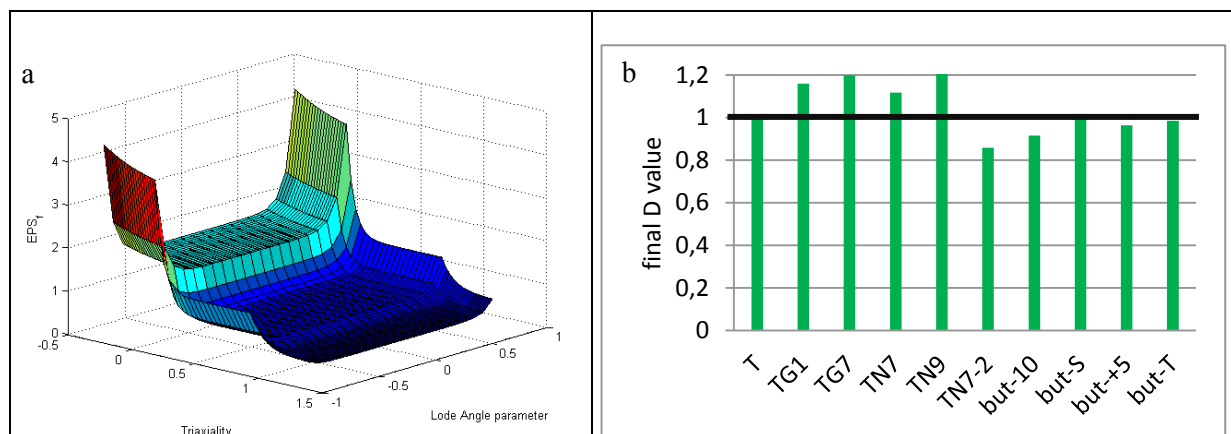 a
5
4
3
2
1
0
EPSf
-0.5
0
0.5
1
1.5
Triaxiality
-1
-0.5
0
0.5
1
Lode Angle parameter
b
1,2
1
0,8
0,6
0,4
0,2
0
final D value
T
TG1
TG7
TN7
TN9
TN7-2
but-10
but-S
but-+5
but-T